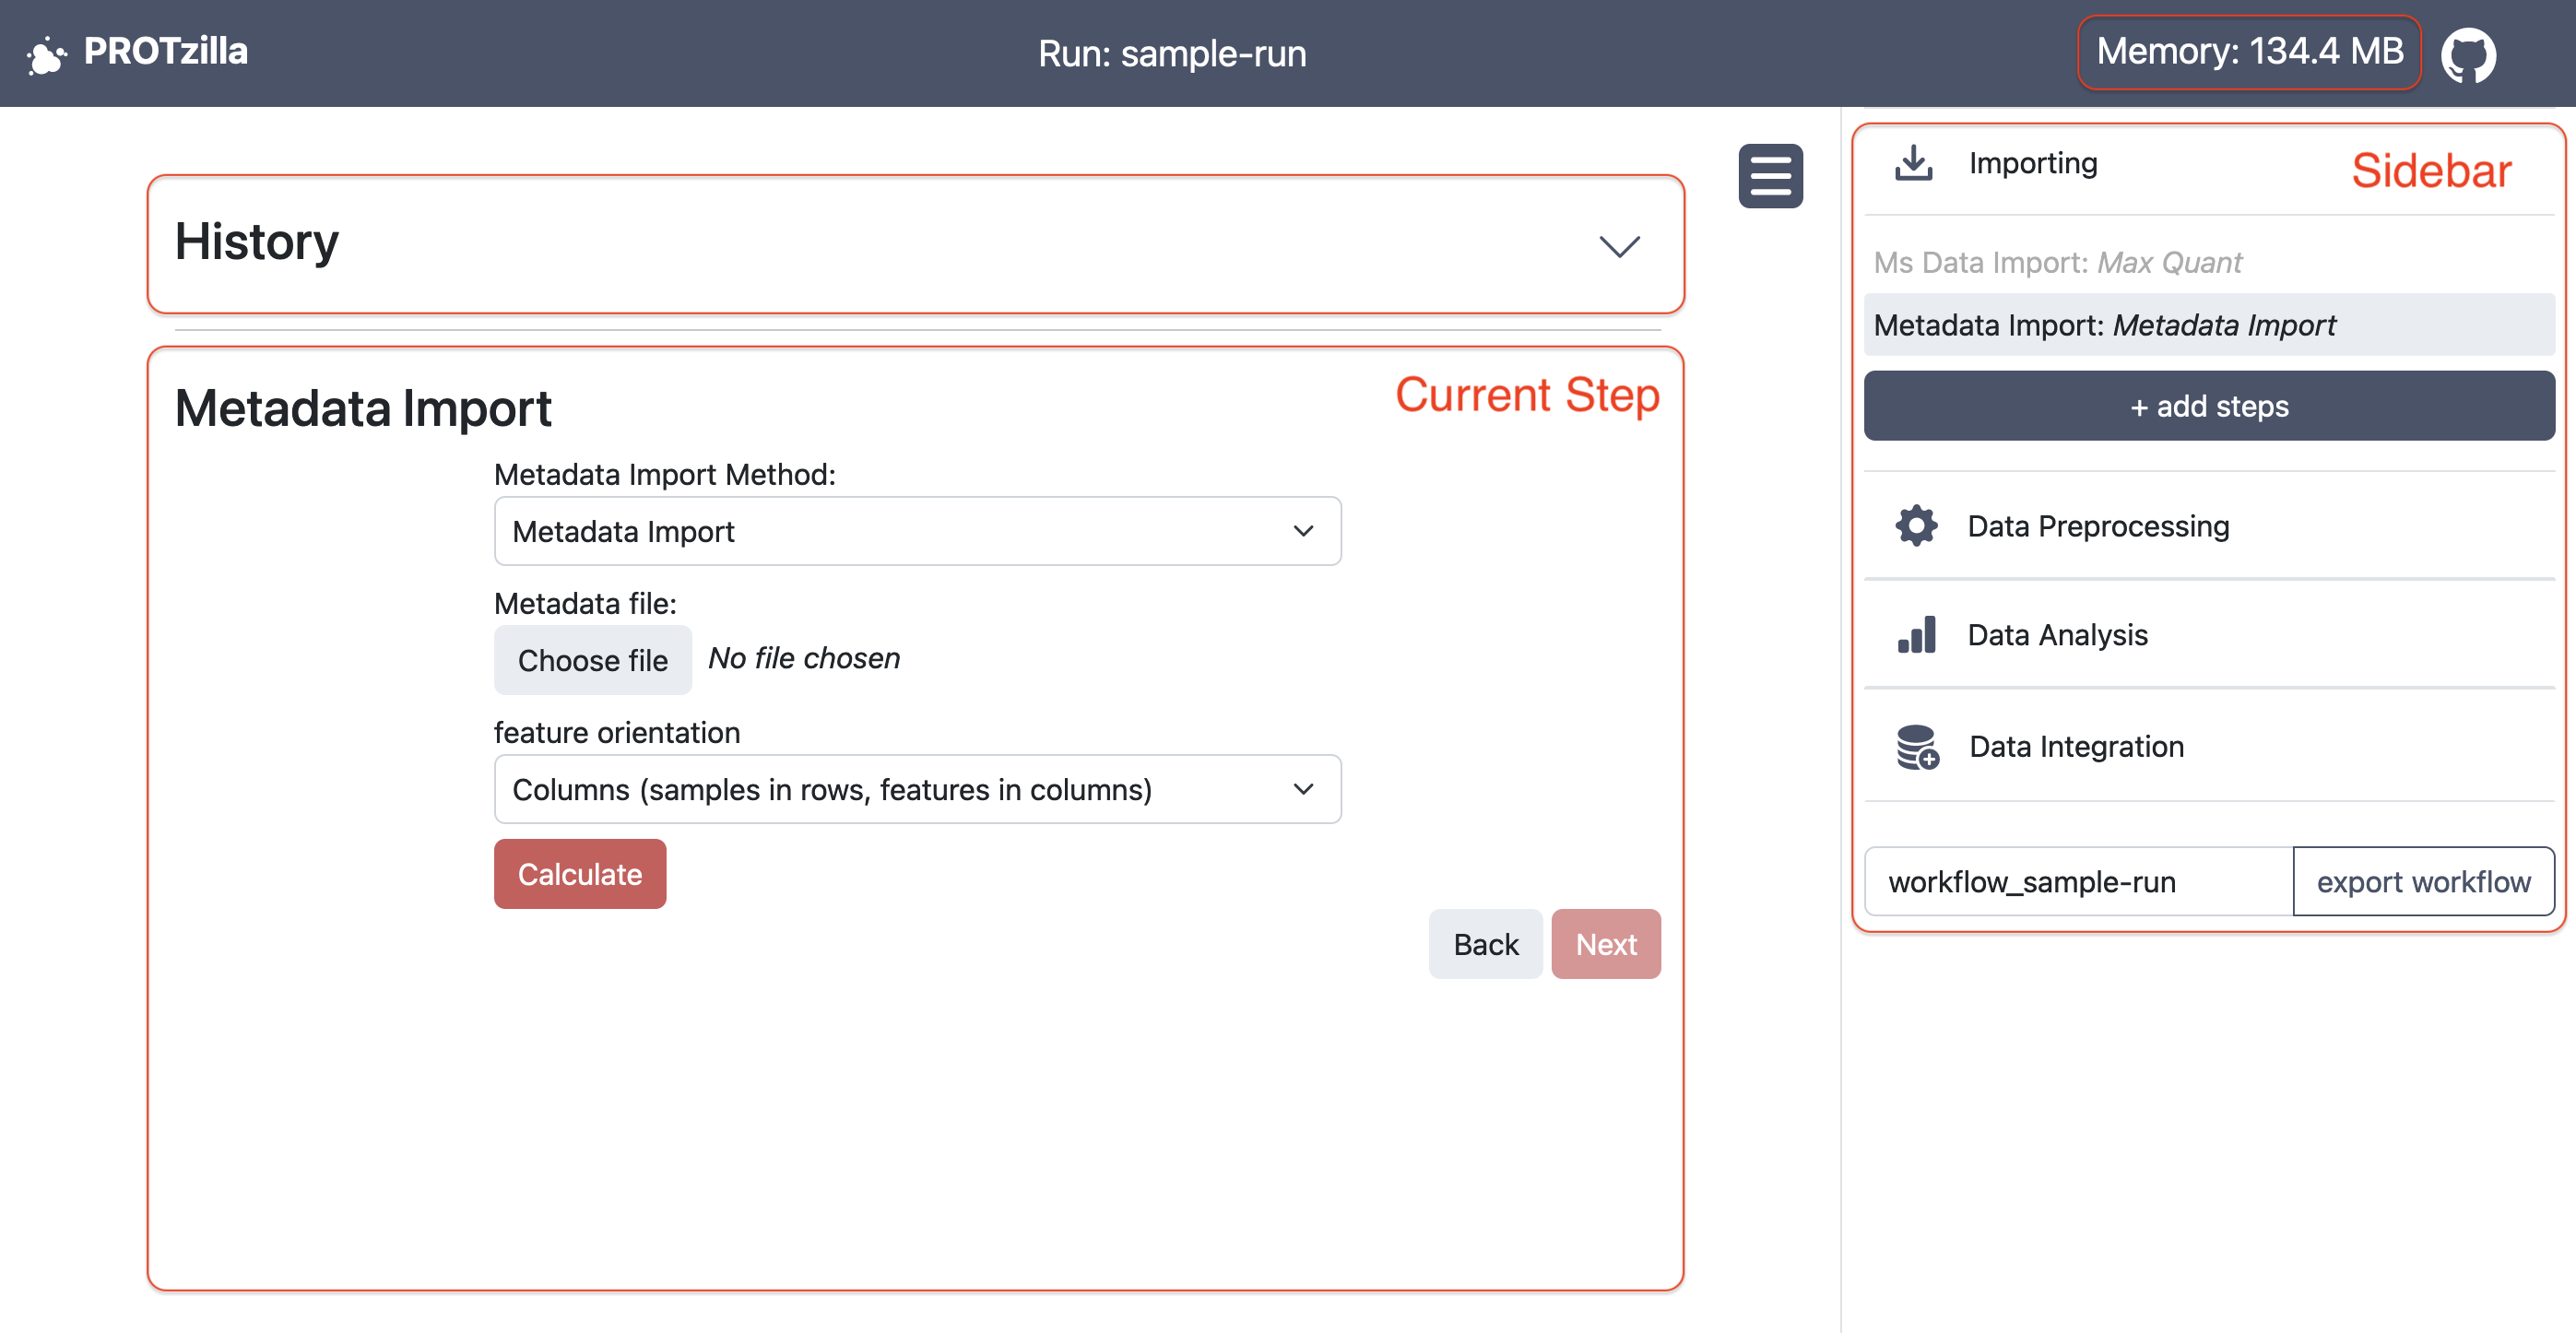 PROTzilla
Run: sample-run
Memory: 134.4 MB
History
Metadata Import
Current Step
Metadata Import Method:
Metadata Import
Metadata file:
Choose file No file chosen
feature orientation
Columns (samples in rows, features in columns)
Calculate
Back Next
Importing
Sidebar
Ms Data Import: Max Quant
Metadata Import: Metadata Import
+ add steps
Data Preprocessing
Data Analysis
Data Integration
workflow_sample-run export workflow